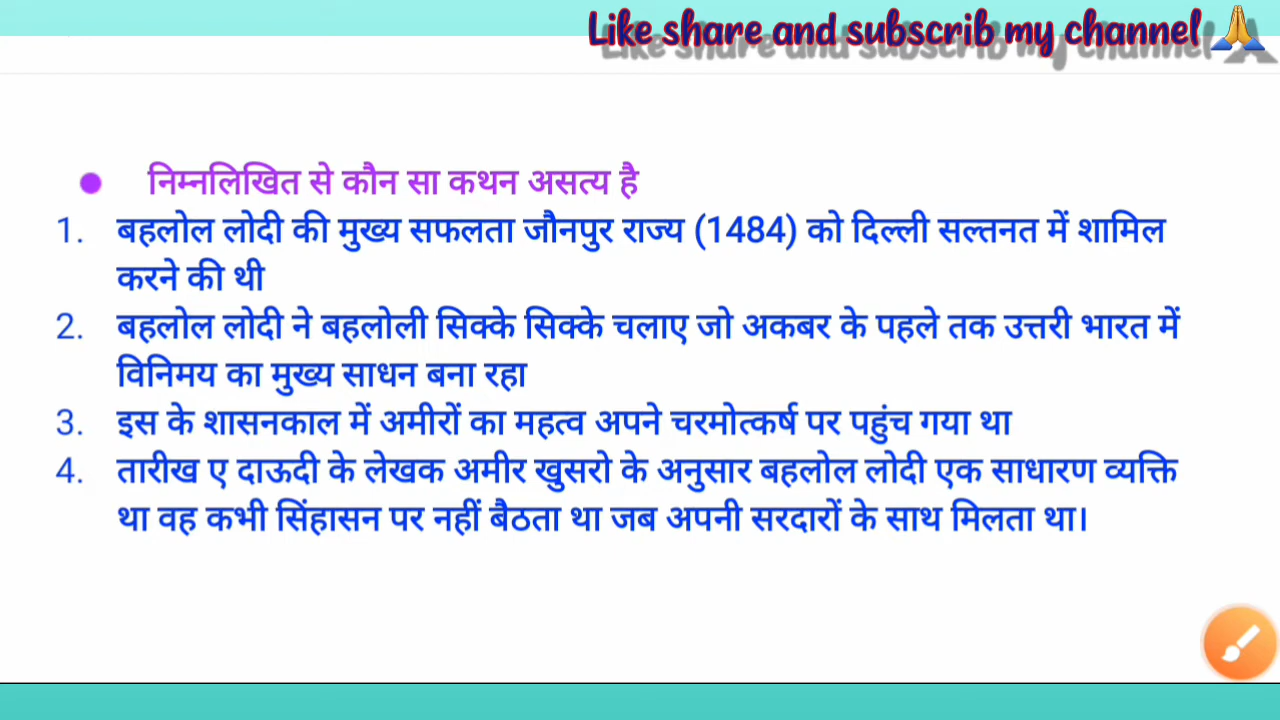 Like share and subscrib my channel 🙏
● निम्नलिखित से कौन सा कथन असत्य है
1. बहलोल लोदी की मुख्य सफलता जौनपुर राज्य (1484) को दिल्ली सल्तनत में शामिल
करने की थी
2. बहलोल लोदी ने बहलोली सिक्के सिक्के चलाए जो अकबर के पहले तक उत्तरी भारत में
विनिमय का मुख्य साधन बना रहा
3. इस के शासनकाल में अमीरों का महत्व अपने चरमोत्कर्ष पर पहुंच गया था
4. तारीख ए दाऊदी के लेखक अमीर खुसरो के अनुसार बहलोल लोदी एक साधारण व्यक्ति
था वह कभी सिंहासन पर नहीं बैठता था जब अपनी सरदारों के साथ मिलता था।